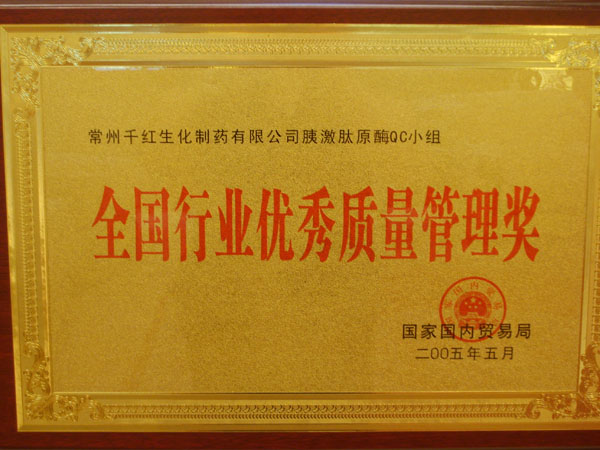 常州千红生化制药有限公司胰激肽原酶QC小组
全国行业优秀质量管理奖
国家国内贸易局
二00五年五月